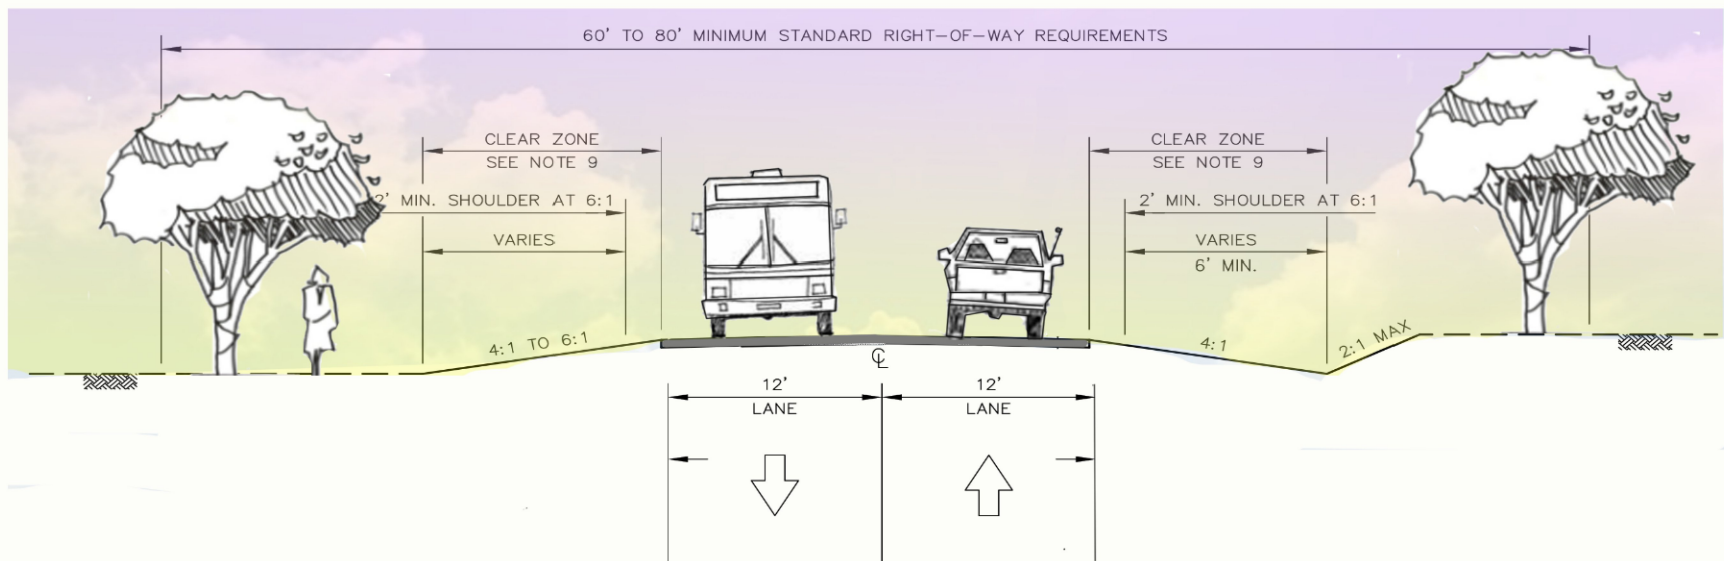 60' TO 80' MINIMUM STANDARD RIGHT-OF-WAY REQUIREMENTS
CLEAR ZONE
SEE NOTE 9
2' MIN. SHOULDER AT 6:1
VARIES
4:1 TO 6:1
CLEAR ZONE
SEE NOTE 9
2' MIN. SHOULDER AT 6:1
VARIES
6' MIN.
4:1
2:1 MAX
℄
12'
LANE
12'
LANE